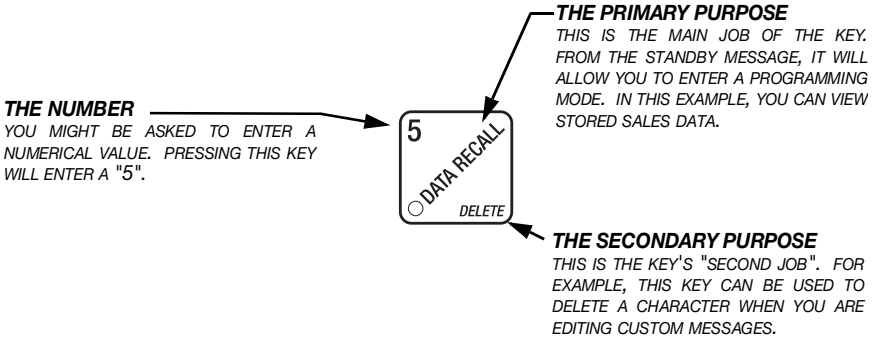 THE PRIMARY PURPOSE
THIS IS THE MAIN JOB OF THE KEY.
FROM THE STANDBY MESSAGE, IT WILL
ALLOW YOU TO ENTER A PROGRAMMING
MODE. IN THIS EXAMPLE, YOU CAN VIEW
STORED SALES DATA.
THE NUMBER
YOU MIGHT BE ASKED TO ENTER A
NUMERICAL VALUE. PRESSING THIS KEY
WILL ENTER A "5".
5
DATA RECALL
DELETE
THE SECONDARY PURPOSE
THIS IS THE KEY'S "SECOND JOB". FOR
EXAMPLE, THIS KEY CAN BE USED TO
DELETE A CHARACTER WHEN YOU ARE
EDITING CUSTOM MESSAGES.